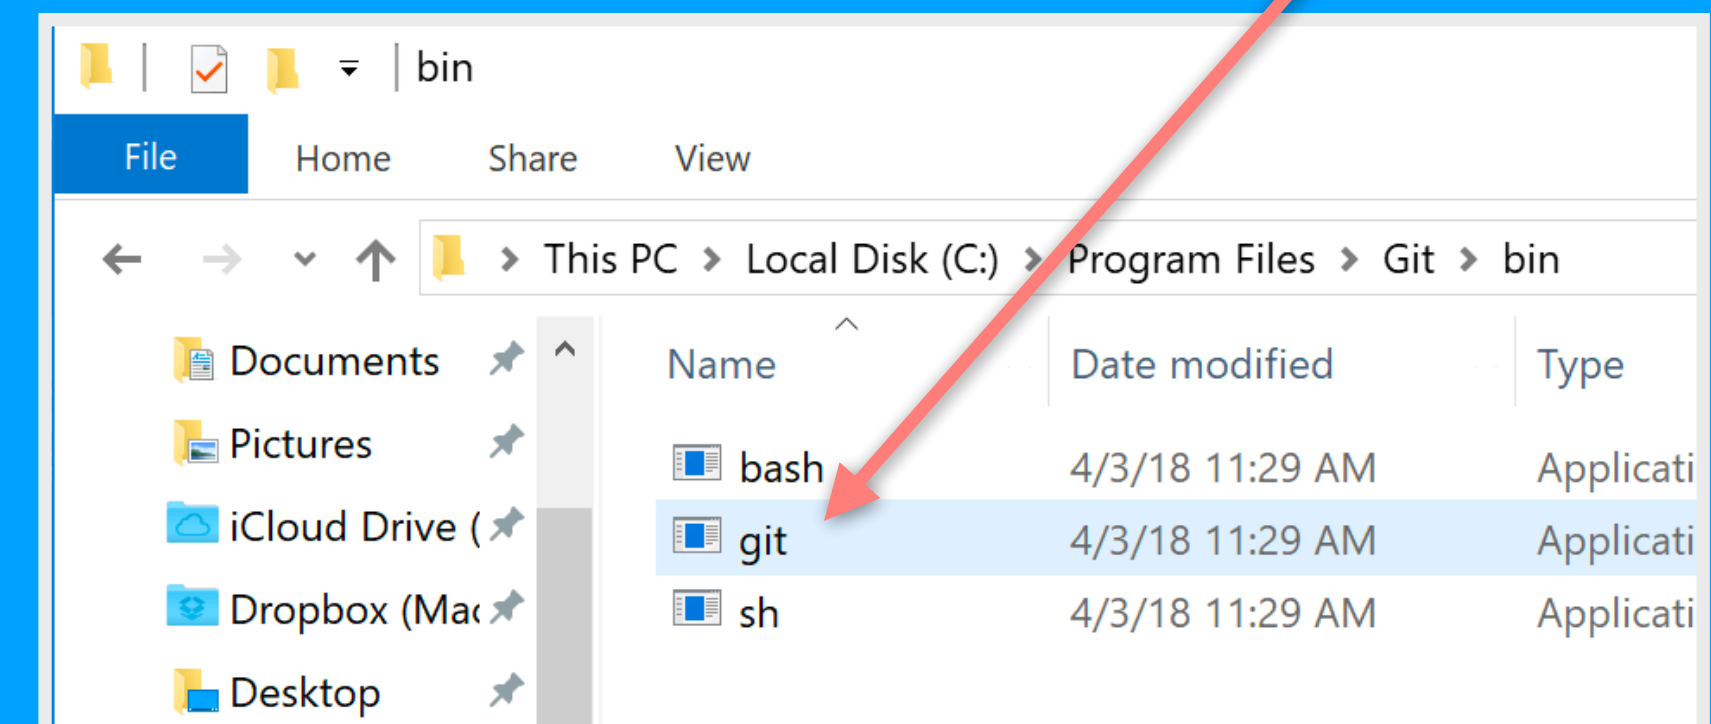 bin
File Home Share View
This PC > Local Disk (C:) > Program Files > Git > bin
Name Date modified Type
Documents
Pictures
iCloud Drive (
Dropbox (Mac
Desktop
bash 4/3/18 11:29 AM Applicati
git 4/3/18 11:29 AM Applicati
sh 4/3/18 11:29 AM Applicati